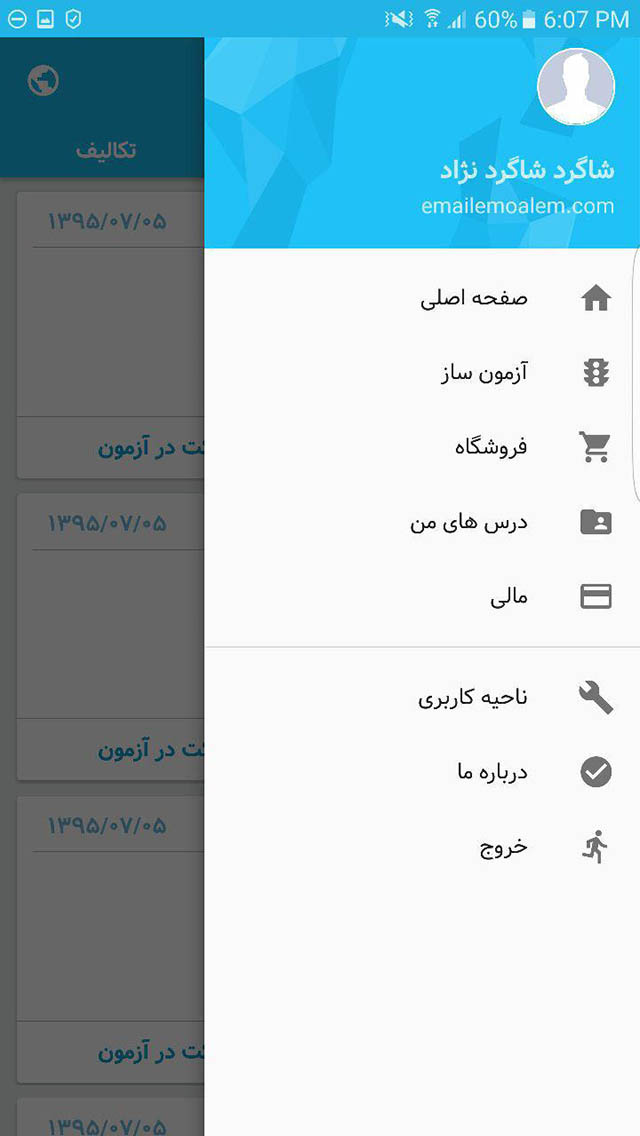 60% 6:07 PM
تکالیف
شاگرد شاگرد نژاد
emailemoalem.com
صفحه اصلی
آزمون ساز
فروشگاه
درس های من
مالی
ناحیه کاربری
درباره ما
خروج
۱۳۹۵/۰۷/۰۵
در آزمون
۱۳۹۵/۰۷/۰۵
در آزمون
۱۳۹۵/۰۷/۰۵
در آزمون
۱۳۹۵/۰۷/۰۵